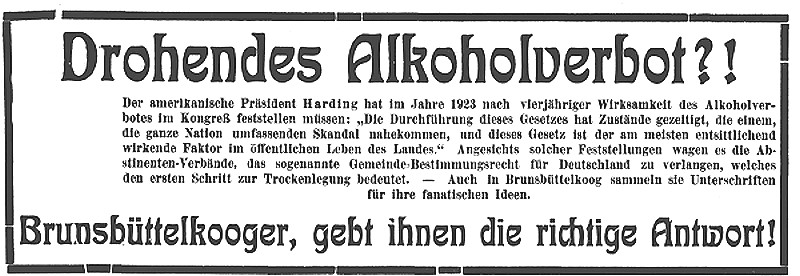 Drohendes Alkoholverbot?!
Der amerikanische Präsident Harding hat im Jahre 1923 nach vierjähriger Wirksamkeit des Alkoholver-
botes im Kongreß feststellen müssen: „Die Durchführung dieses Gesetzes hat Zustände gezeitigt, die einem,
die ganze Nation umfassenden Skandal nahekommen, und dieses Gesetz ist der am meisten entsittlichend
wirkende Faktor im öffentlichen Leben des Landes.“ Angesichts solcher Feststellungen wagen es die Ab-
stinenten-Verbände, das sogenannte Gemeinde-Bestimmungsrecht für Deutschland zu verlangen, welches
den ersten Schritt zur Trockenlegung bedeutet. — Auch in Brunsbüttelkoog sammeln sie Unterschriften
für ihre fanatischen Ideen.
Brunsbüttelkooger, gebt ihnen die richtige Antwort!